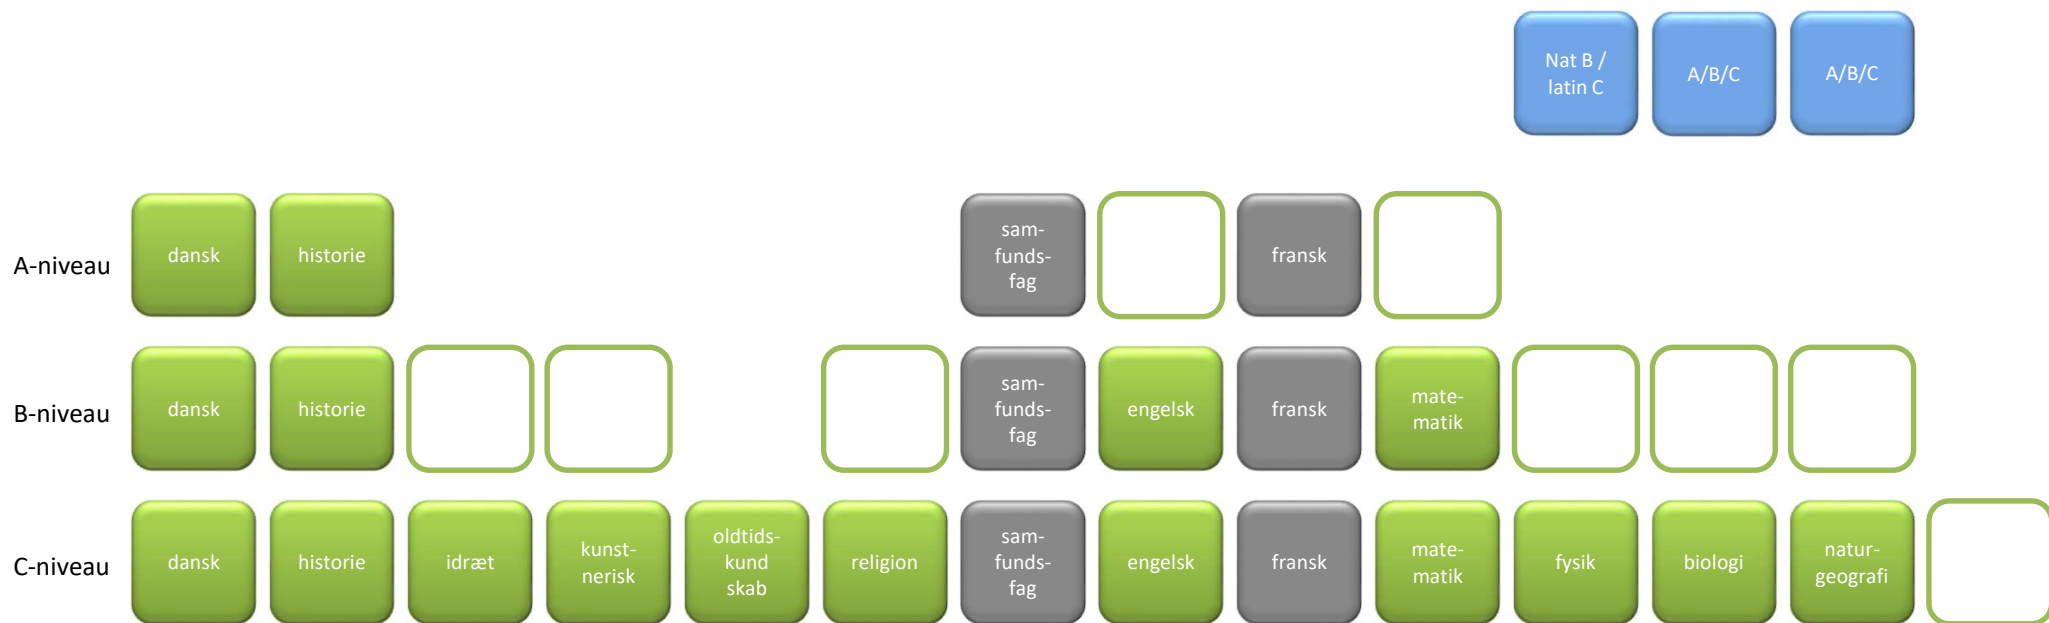 Nat B /
latin C
A/B/C
A/B/C
A-niveau
dansk
historie
sam-
funds-
fag
fransk
B-niveau
dansk
historie
sam-
funds-
fag
engelsk
fransk
mate-
matik
C-niveau
dansk
historie
idræt
kunst-
nerisk
oldtids-
kund
skab
religion
sam-
funds-
fag
engelsk
fransk
mate-
matik
fysik
biologi
natur-
geografi